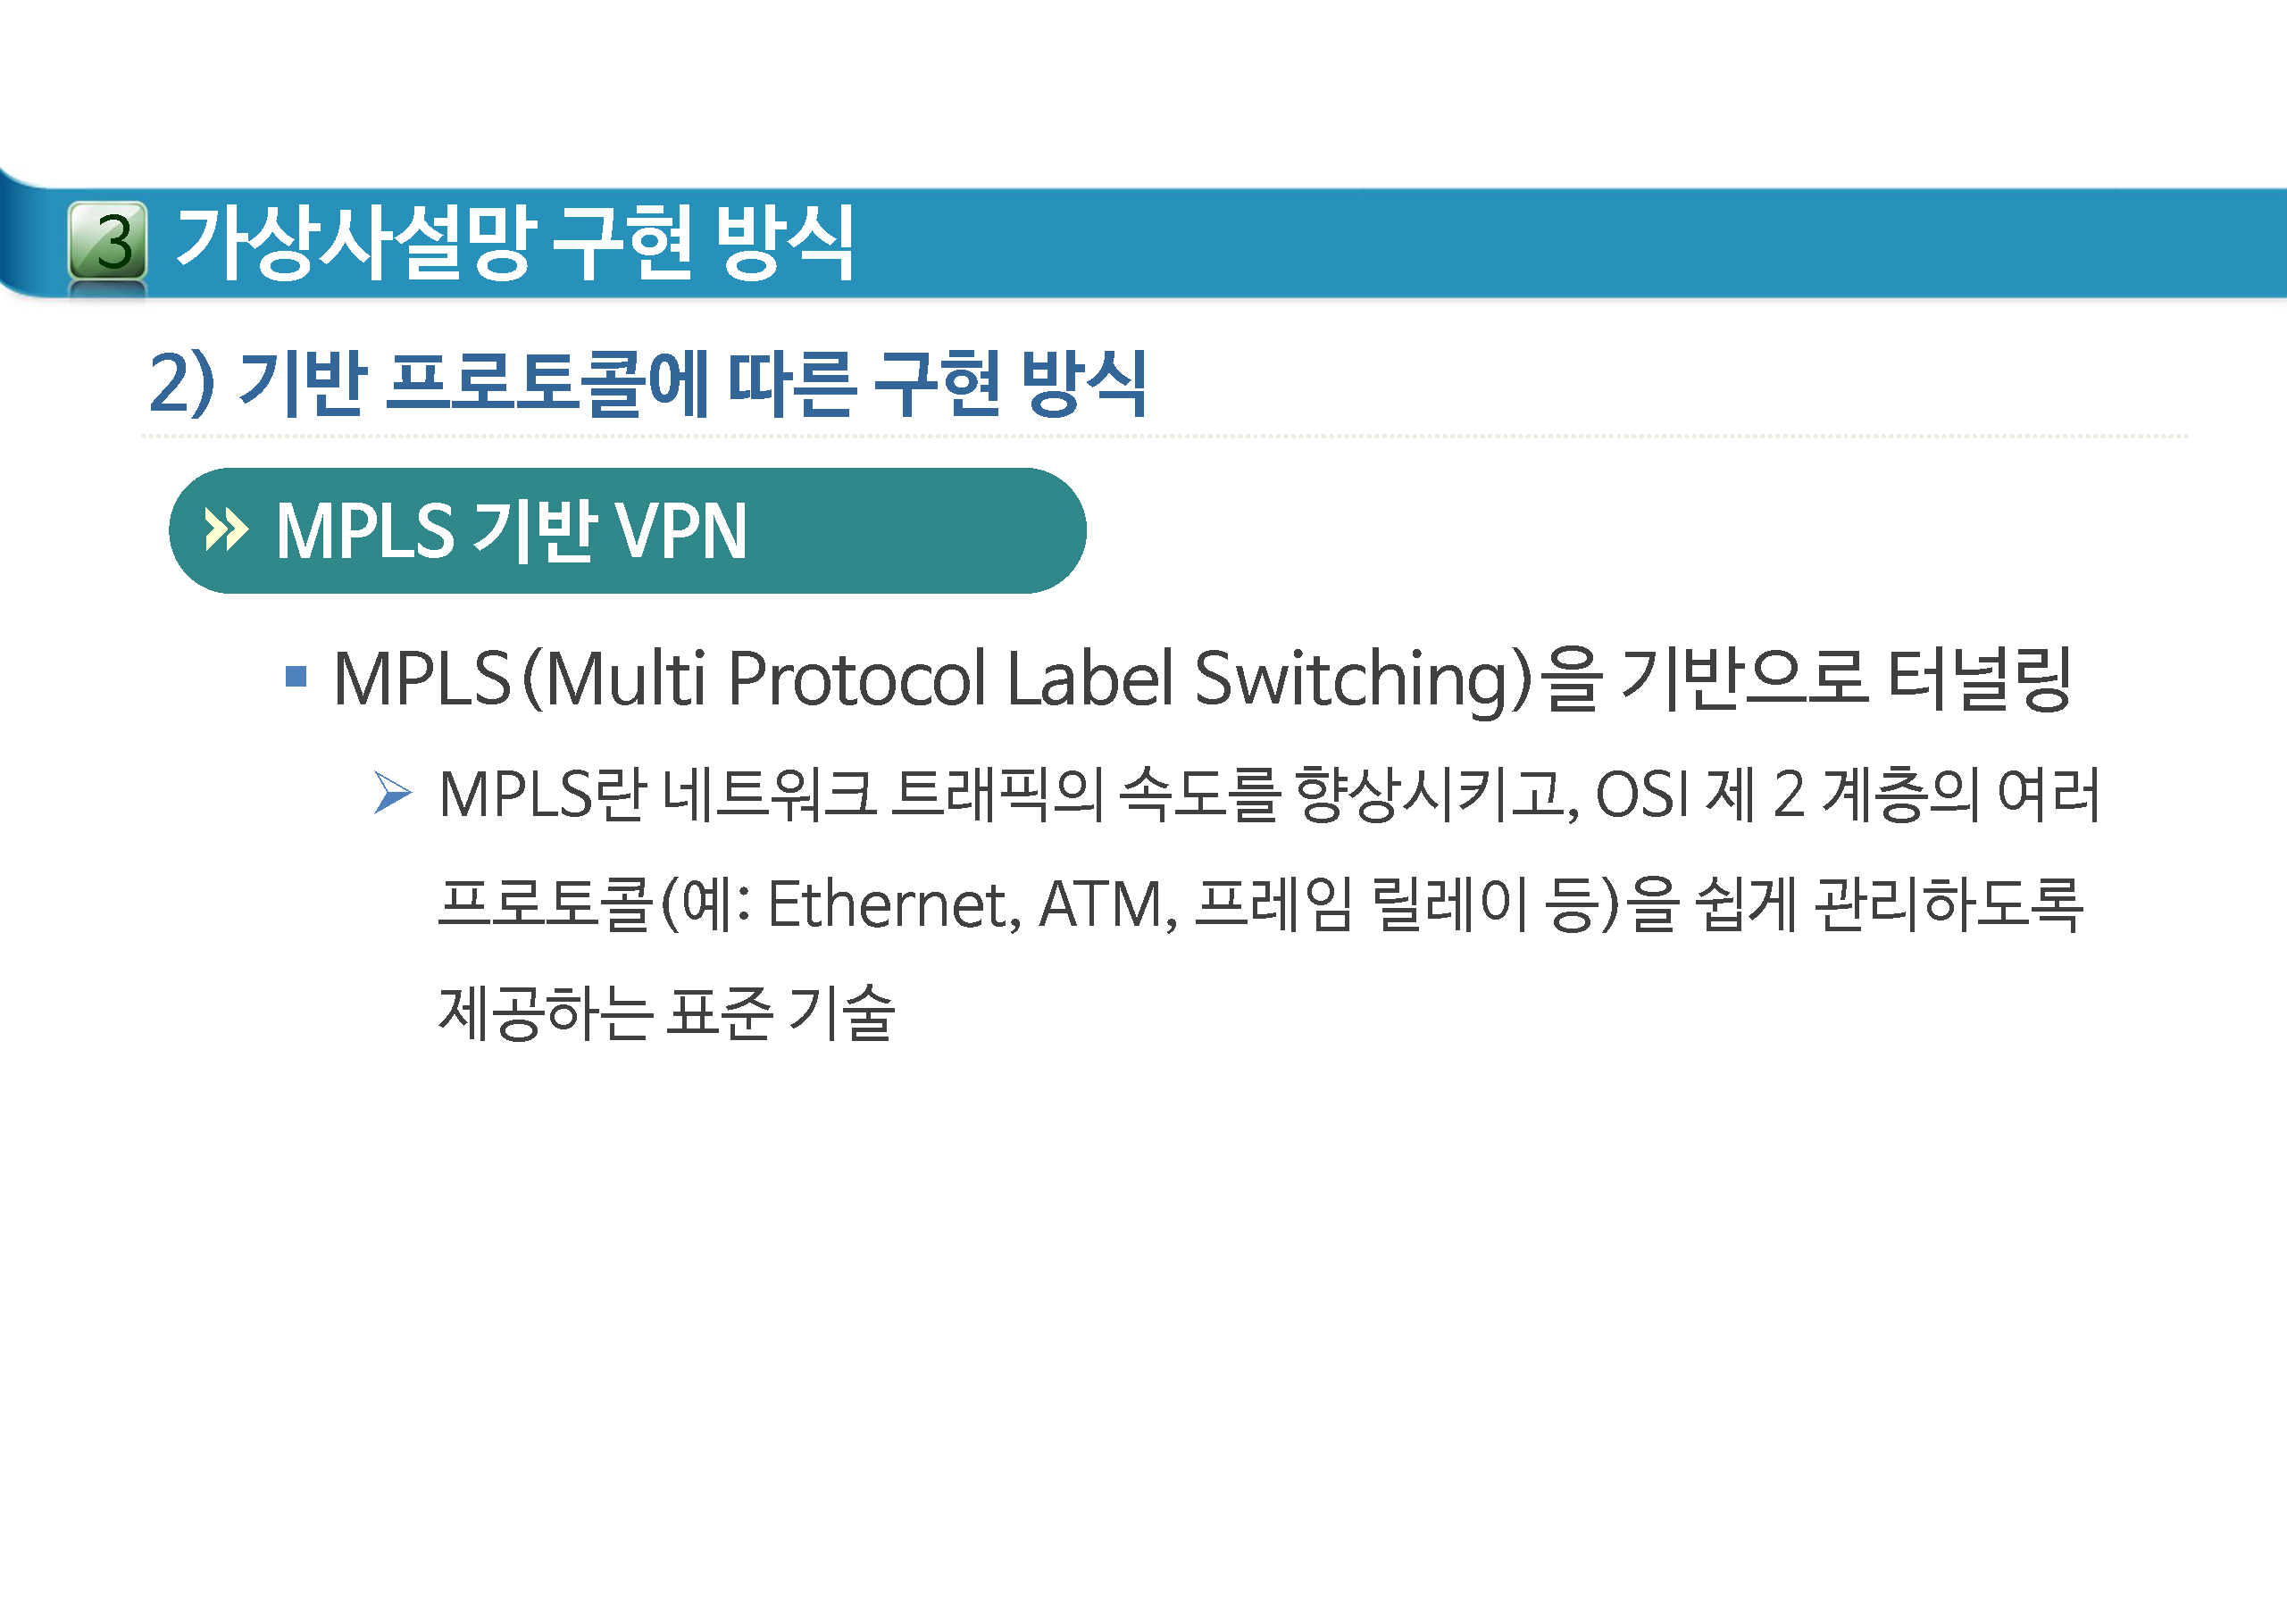 3 가상사설망 구현 방식
2) 기반 프로토콜에 따른 구현 방식
MPLS 기반 VPN
MPLS(Multi Protocol Label Switching)을 기반으로 터널링
MPLS란 네트워크 트래픽의 속도를 향상시키고, OSI 제 2 계층의 여러
프로토콜(예: Ethernet, ATM, 프레임 릴레이 등)을 쉽게 관리하도록
제공하는 표준 기술